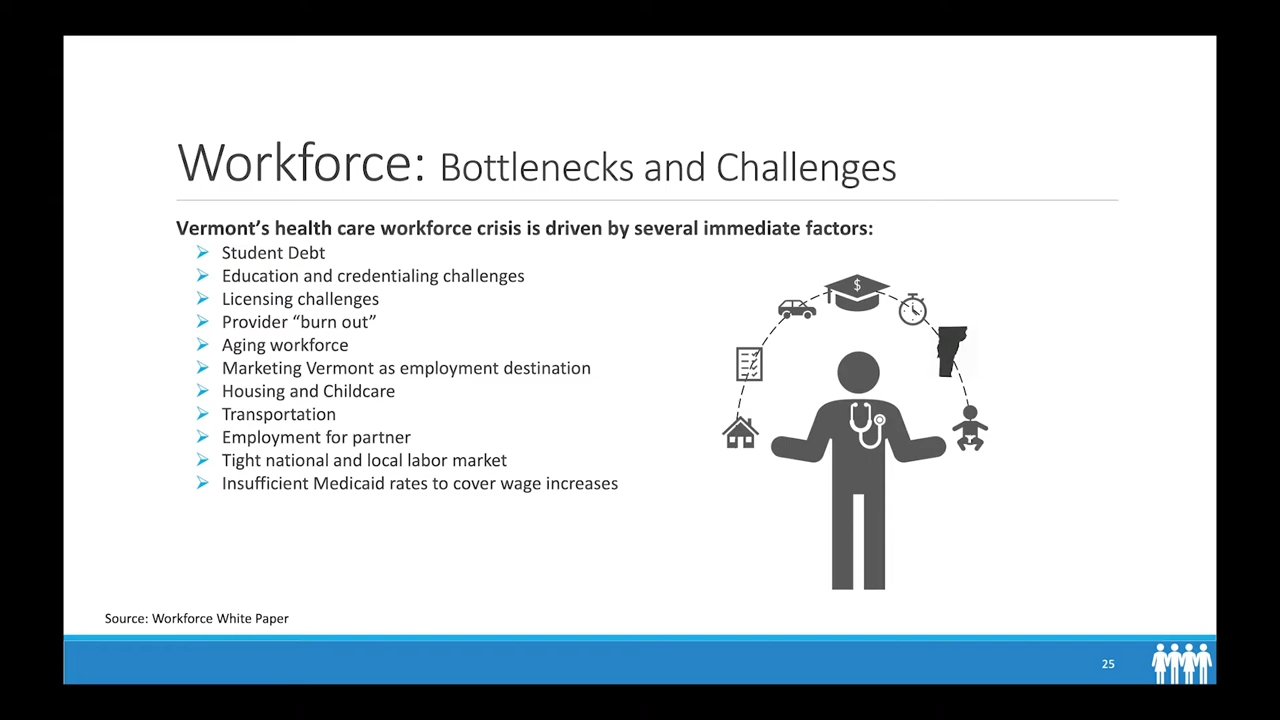 Workforce: Bottlenecks and Challenges
Vermont’s health care workforce crisis is driven by several immediate factors:
Student Debt
Education and credentialing challenges
Licensing challenges
Provider “burn out”
Aging workforce
Marketing Vermont as employment destination
Housing and Childcare
Transportation
Employment for partner
Tight national and local labor market
Insufficient Medicaid rates to cover wage increases
$
Source: Workforce White Paper
25